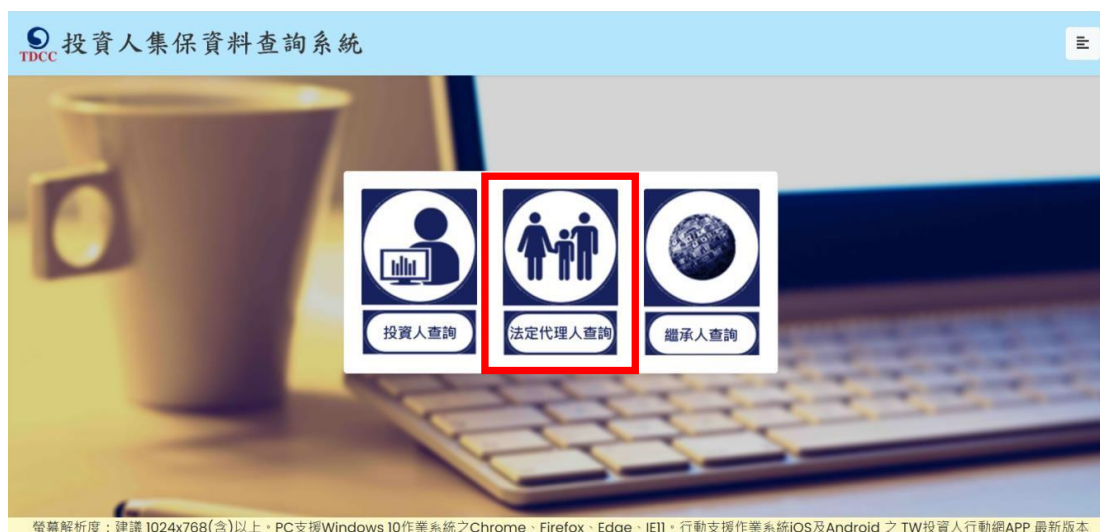 TDCC 投資人集保資料查詢系統
投資人查詢
法定代理人查詢
繼承人查詢
螢幕解析度：建議 1024x768(含)以上。PC支援Windows 10作業系統之Chrome、Firefox、Edge、IE11。行動支援作業系統iOS及Android 之 TW投資人行動網APP 最新版本